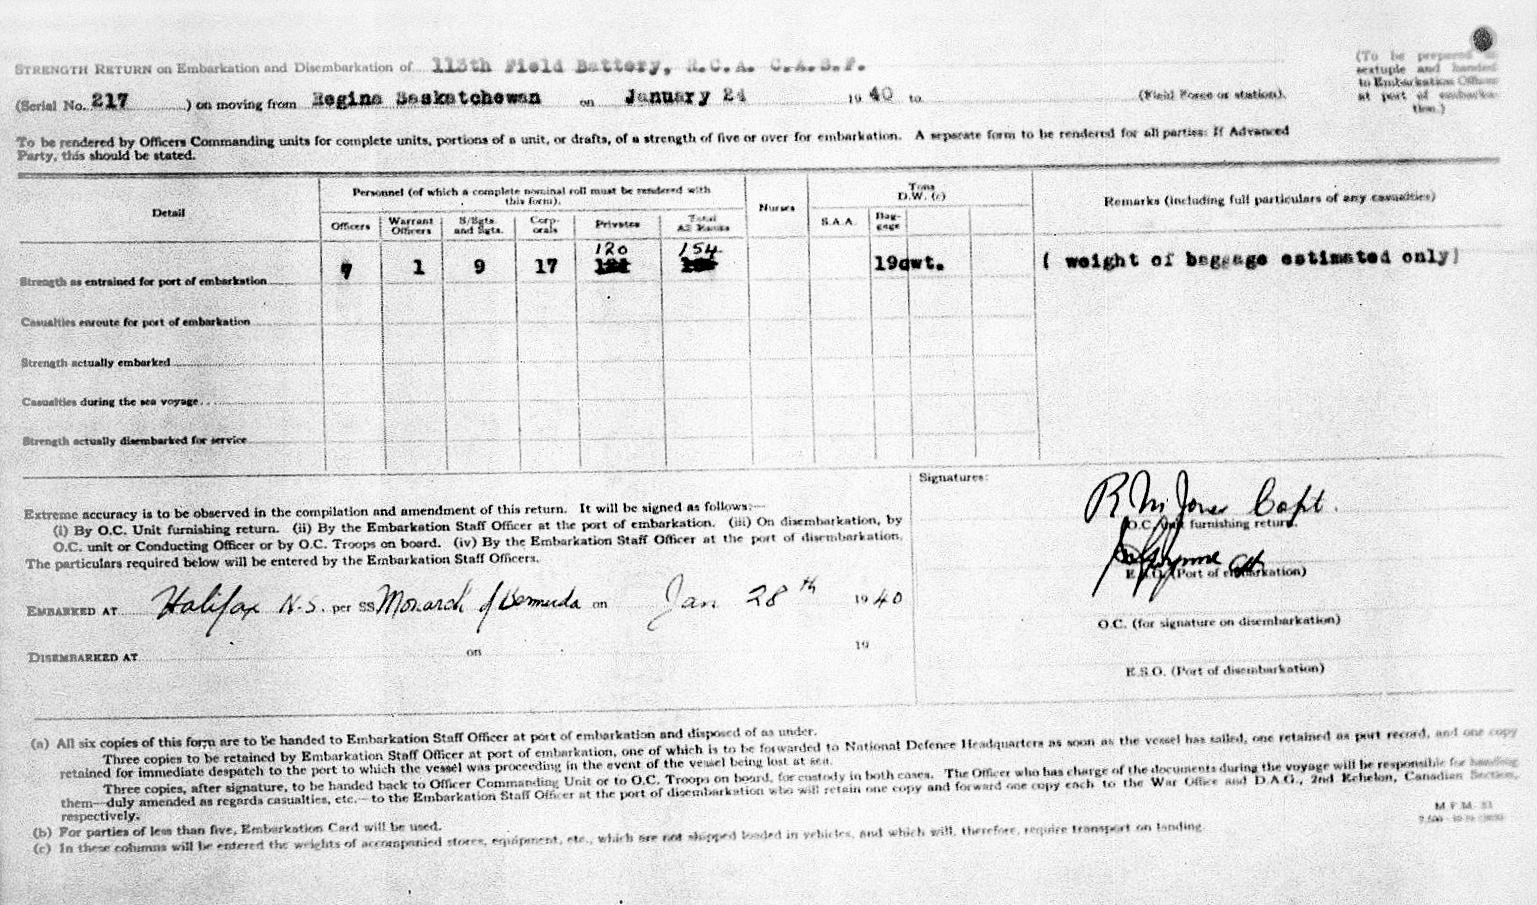 STRENGTH RETURN on Embarkation and Disembarkation of 113th Field Battery, R.C.A. C.A.S.F.
(To be prepared in sextuple and handed to Embarkation Officer at port of embarkation.)
(Serial No. 217 ) on moving from Regina Saskatchewan on January 24 1940 to (Field Force or station).
To be rendered by Officers Commanding units for complete units, portions of a unit, or drafts, of a strength of five or over for embarkation. A separate form to be rendered for all parties: If Advanced
Party, this should be stated.
Detail
Personnel (of which a complete nominal roll must be rendered with
this form).
Nurses
Tons
D.W. (c)
Remarks (including full particulars of any casualties)
Officers
Warrant
Officers
S/Sgts.
and Sgts.
Corp-
orals
Privates
Total
All Ranks
S.A.A.
Bag-
gage
120 154
Strength as entrained for port of embarkation 7 1 9 17 19cwt. ( weight of baggage estimated only)
Casualties enroute for port of embarkation
Strength actually embarked
Casualties during the sea voyage
Strength actually disembarked for service
Extreme accuracy is to be observed in the compilation and amendment of this return. It will be signed as follows:—
(i) By O.C. Unit furnishing return. (ii) By the Embarkation Staff Officer at the port of embarkation. (iii) On disembarkation, by
O.C. unit or Conducting Officer or by O.C. Troops on board. (iv) By the Embarkation Staff Officer at the port of disembarkation.
The particulars required below will be entered by the Embarkation Staff Officers.
EMBARKED AT Halifax N.S. per SS Monarch of Bermuda on Jan 28th 1940
DISEMBARKED AT on 19
Signatures:
Jones Capt.
O.C. Unit furnishing return
E.S.O. (Port of embarkation)
O.C. (for signature on disembarkation)
E.S.O. (Port of disembarkation)
(a) All six copies of this form are to be handed to Embarkation Staff Officer at port of embarkation and disposed of as under.
Three copies to be retained by Embarkation Staff Officer at port of embarkation, one of which is to be forwarded to National Defence Headquarters as soon as the vessel has sailed, one retained as port record, and one copy
retained for immediate despatch to the port to which the vessel was proceeding in the event of the vessel being lost at sea.
Three copies, after signature, to be handed back to Officer Commanding Unit or to O.C. Troops on board, for custody in both cases. The Officer who has charge of the documents during the voyage will be responsible for handing
them—duly amended as regards casualties, etc.—to the Embarkation Staff Officer at the port of disembarkation who will retain one copy and forward one copy each to the War Office and D.A.G., 2nd Echelon, Canadian Section,
respectively.
(b) For parties of less than five, Embarkation Card will be used.
(c) In these columns will be entered the weights of accompanied stores, equipment, etc., which are not shipped loaded in vehicles, and which will, therefore, require transport on landing.